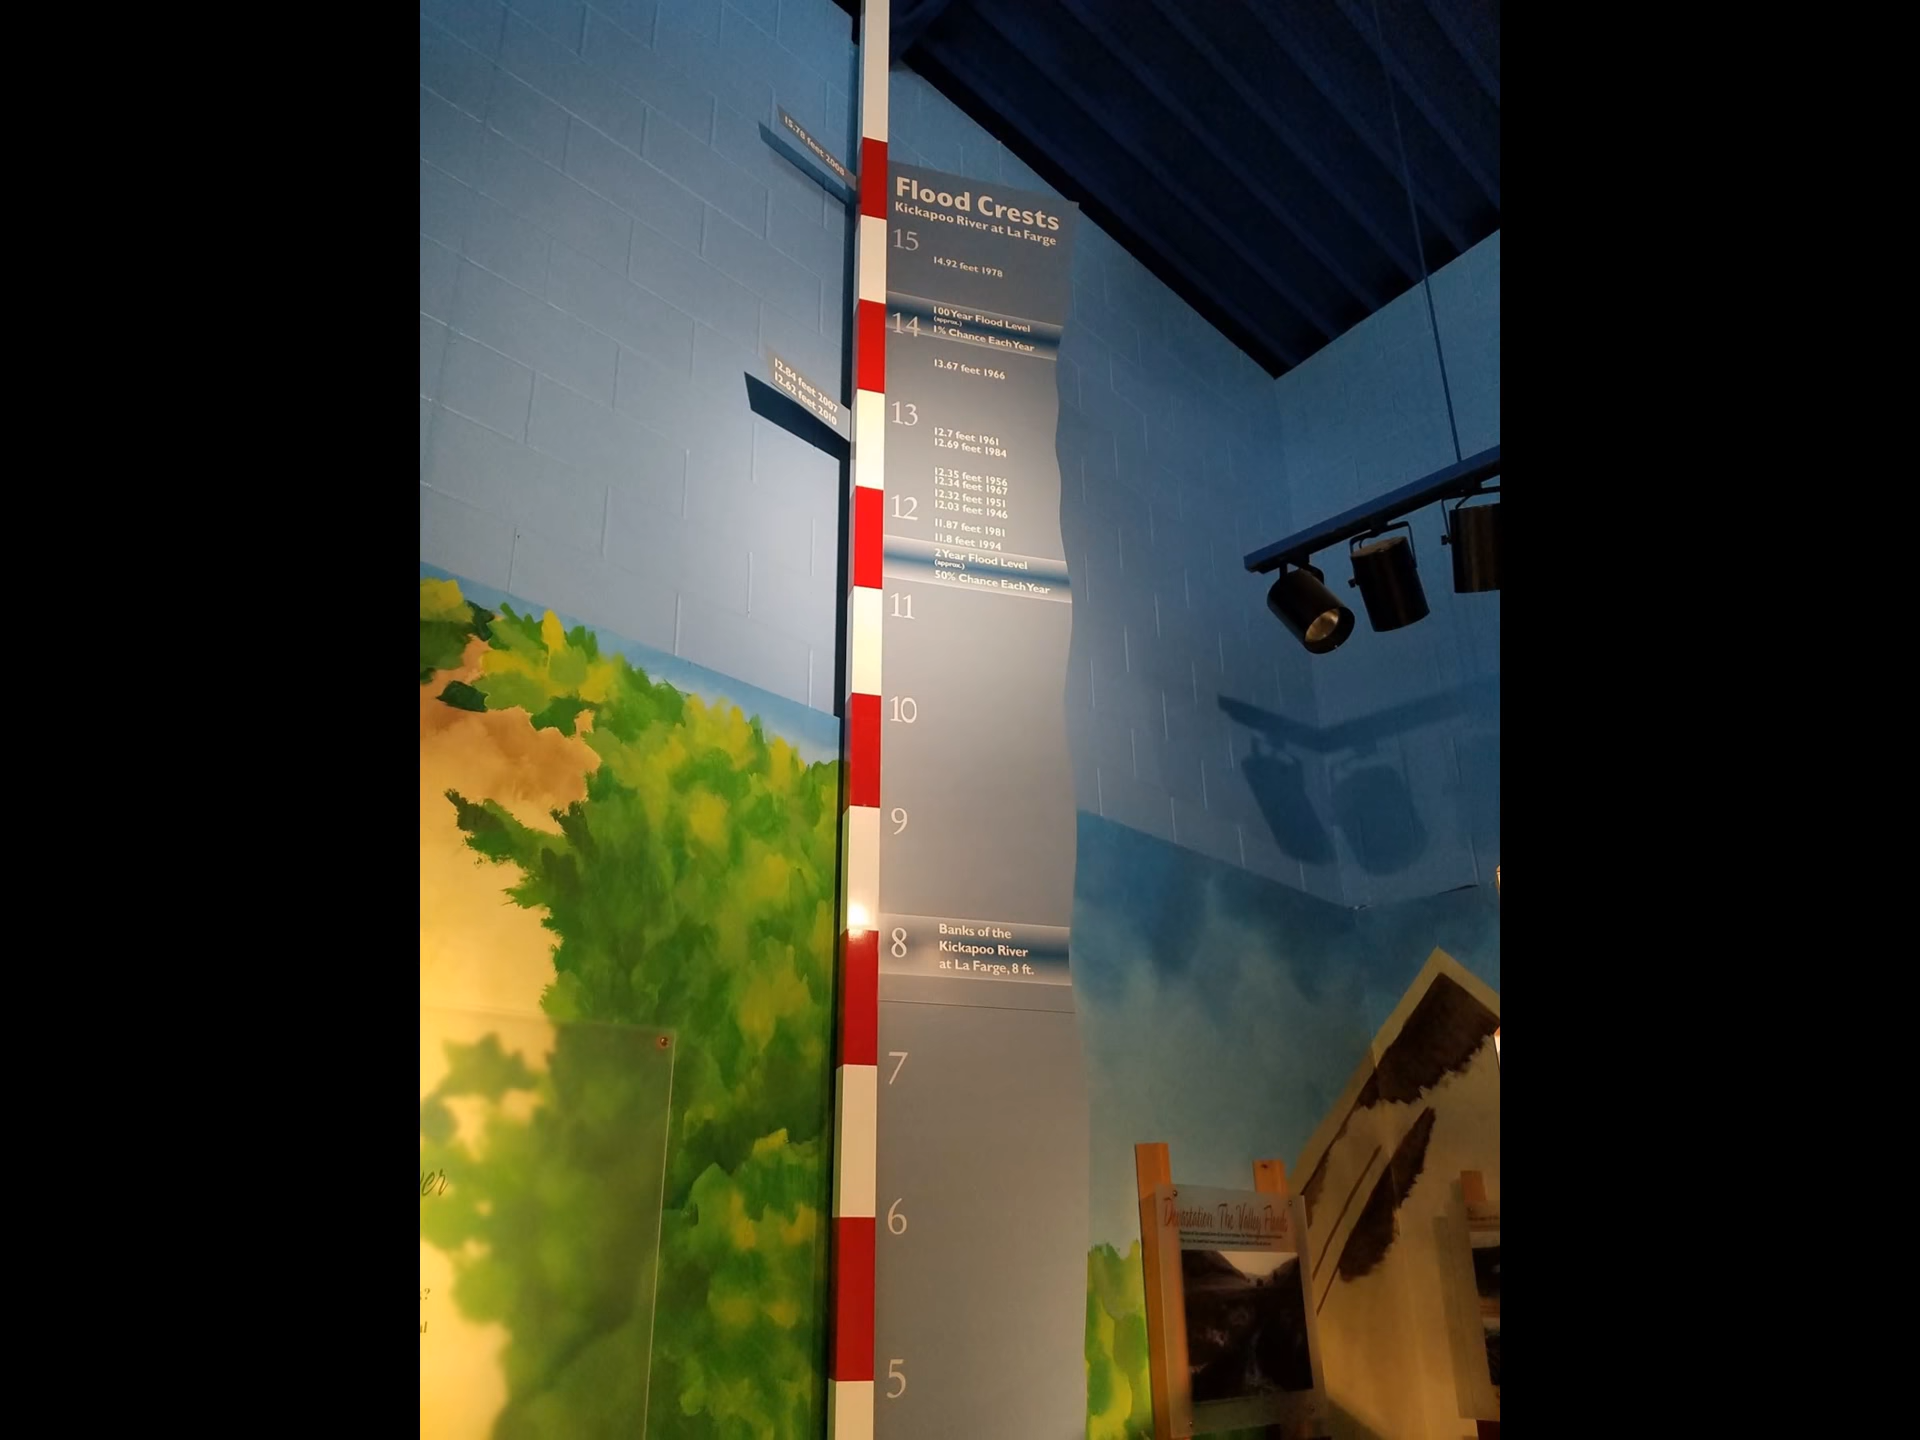 15.78 feet 2008
Flood Crests
Kickapoo River at La Farge
15
14.92 feet 1978
100 Year Flood Level
(approx.)
14
1% Chance Each Year
13.67 feet 1966
12.84 feet 2007
12.62 feet 2010
13
12.7 feet 1961
12.69 feet 1984
12.35 feet 1956
12.34 feet 1967
12.32 feet 1951
12
12.03 feet 1946
11.87 feet 1981
11.8 feet 1994
2 Year Flood Level
(approx.)
50% Chance Each Year
11
10
9
8
Banks of the
Kickapoo River
at La Farge, 8 ft.
7
6
5
Devastation: The Valley Floods